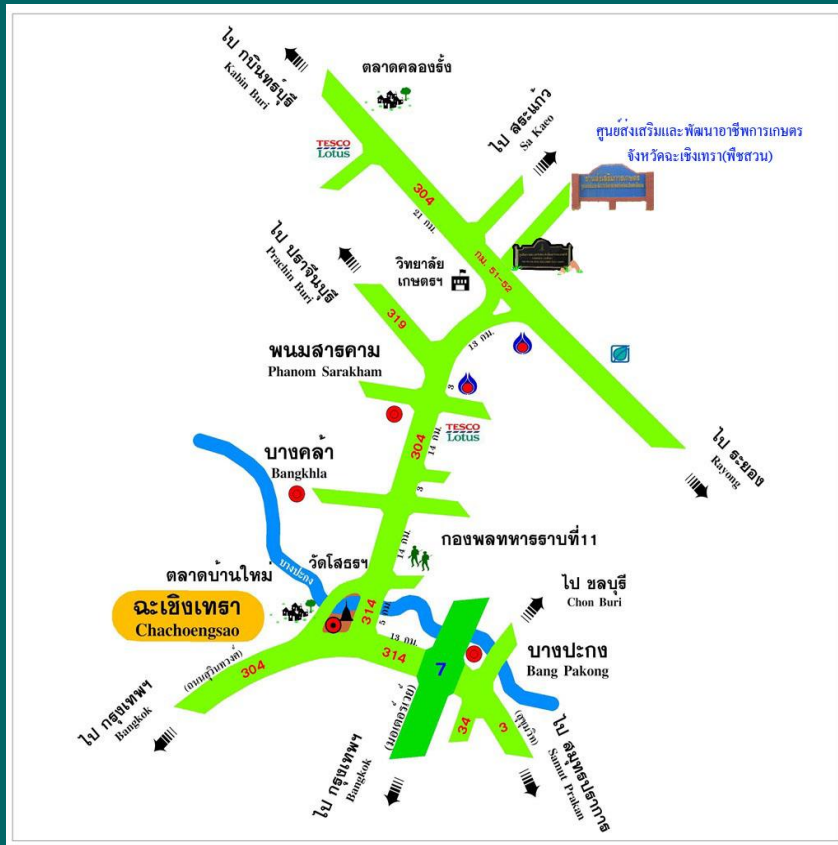 ไป กบินทร์บุรี
Kabin Buri
ตลาดคลองรั้ง
ไป สระแก้ว
Sa Kaeo
ศูนย์ส่งเสริมและพัฒนาอาชีพการเกษตร
จังหวัดฉะเชิงเทรา(พืชสวน)
TESCO
Lotus
304
21 กม.
ไป ปราจีนบุรี
Prachin Buri
วิทยาลัย
เกษตรฯ
กม. 51-52
319
13 กม.
พนมสารคาม
Phanom Sarakham
3
TESCO
Lotus
304
14 กม.
ไป ระยอง
Rayong
บางคล้า
Bangkhla
3
14 กม.
กองพลทหารราบที่11
บางปะกง
วัดโสธรฯ
ตลาดบ้านใหม่
ไป ชลบุรี
Chon Buri
ฉะเชิงเทรา
Chachoengsao
314
5 กม.
13 กม.
314
7
บางปะกง
Bang Pakong
304
(ถนนสุวินทวงศ์)
ไป กรุงเทพฯ
Bangkok
(มอเตอร์เวย์)
ไป กรุงเทพฯ
Bangkok
34
3
(สุขุมวิท)
ไป สมุทรปราการ
Samut Prakan